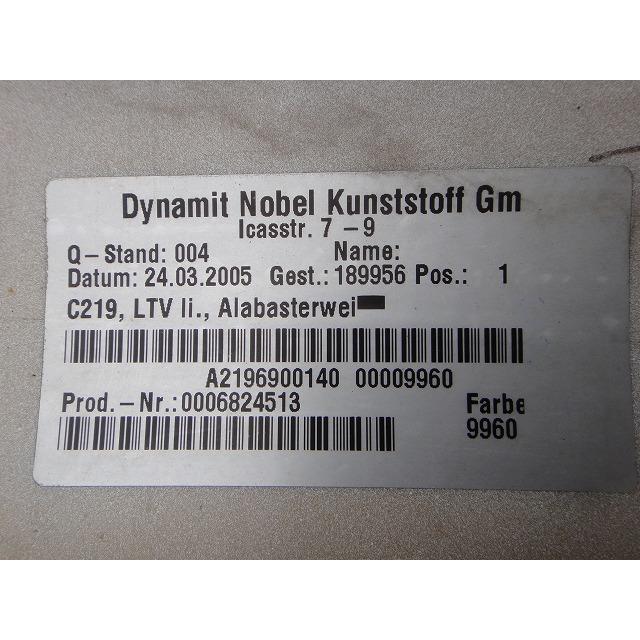 Dynamit Nobel Kunststoff Gm
Icasstr. 7 -9
Q-Stand: 004 Name:
Datum: 24.03.2005 Gest.: 189956 Pos.: 1
C219, LTV li., Alabasterwei
A2196900140 00009960
Prod.-Nr.:0006824513 Farbe
9960